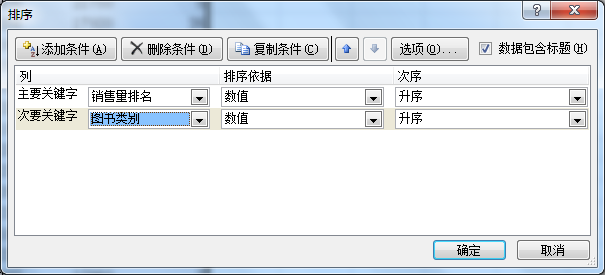 排序
添加条件(A) 删除条件(D) 复制条件(C) 选项(O)... 数据包含标题(H)
列 排序依据 次序
主要关键字 销售量排名 数值 升序
次要关键字 图书类别 数值 升序
确定 取消